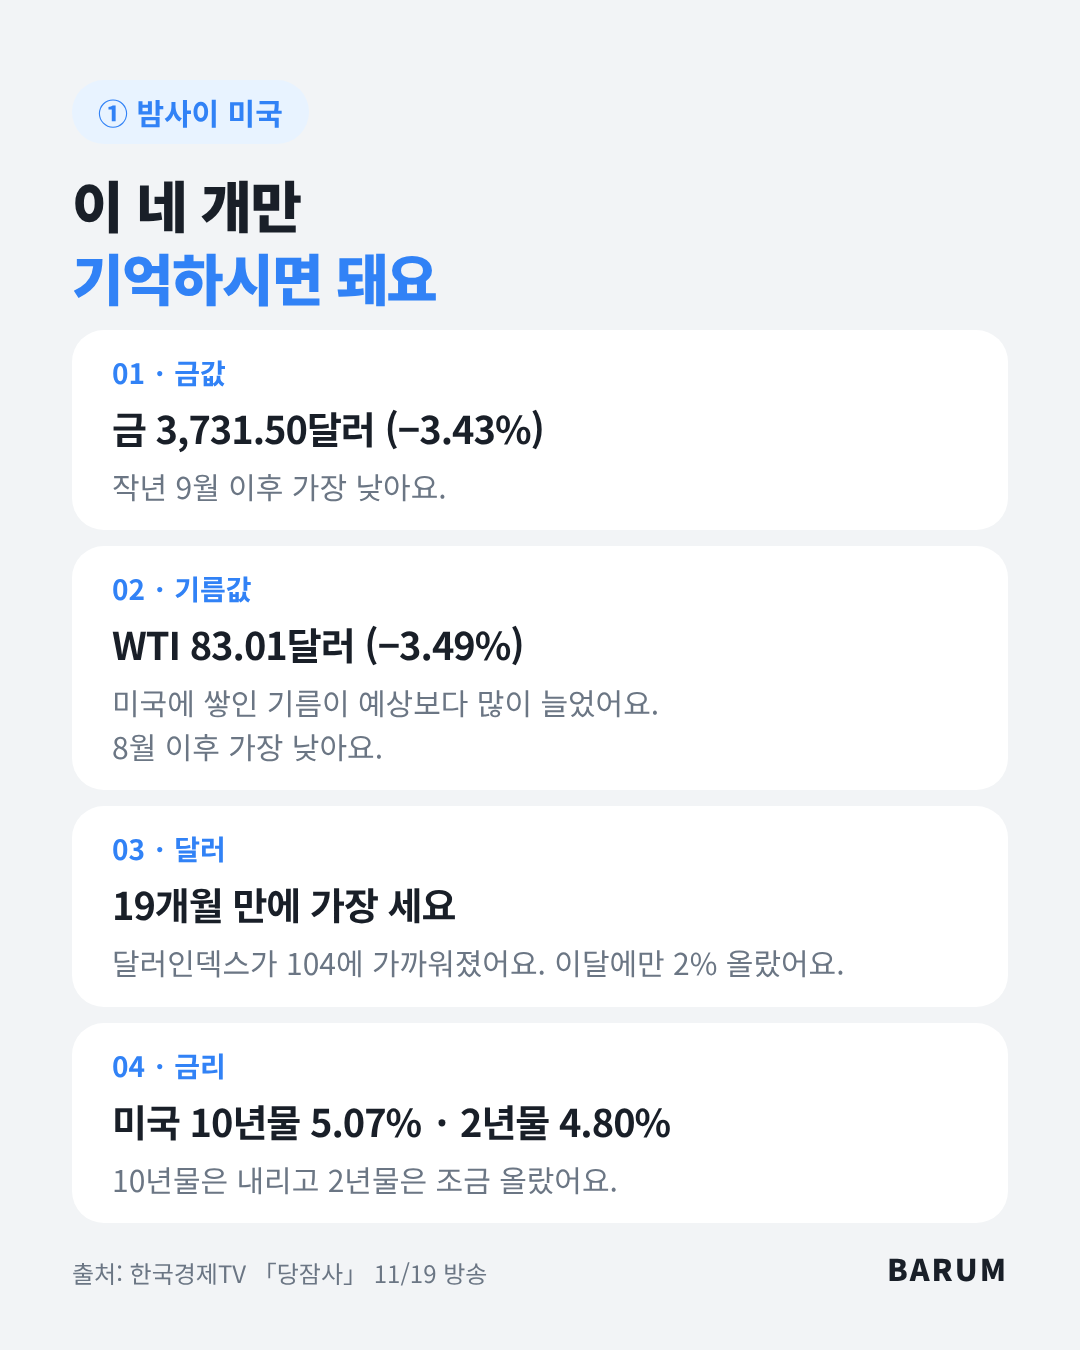 ① 밤사이 미국
이 네 개만
기억하시면 돼요
01 · 금값
금 3,731.50달러 (−3.43%)
작년 9월 이후 가장 낮아요.
02 · 기름값
WTI 83.01달러 (−3.49%)
미국에 쌓인 기름이 예상보다 많이 늘었어요.
8월 이후 가장 낮아요.
03 · 달러
19개월 만에 가장 세요
달러인덱스가 104에 가까워졌어요. 이달에만 2% 올랐어요.
04 · 금리
미국 10년물 5.07% · 2년물 4.80%
10년물은 내리고 2년물은 조금 올랐어요.
출처: 한국경제TV 「당잠사」 11/19 방송
BARUM